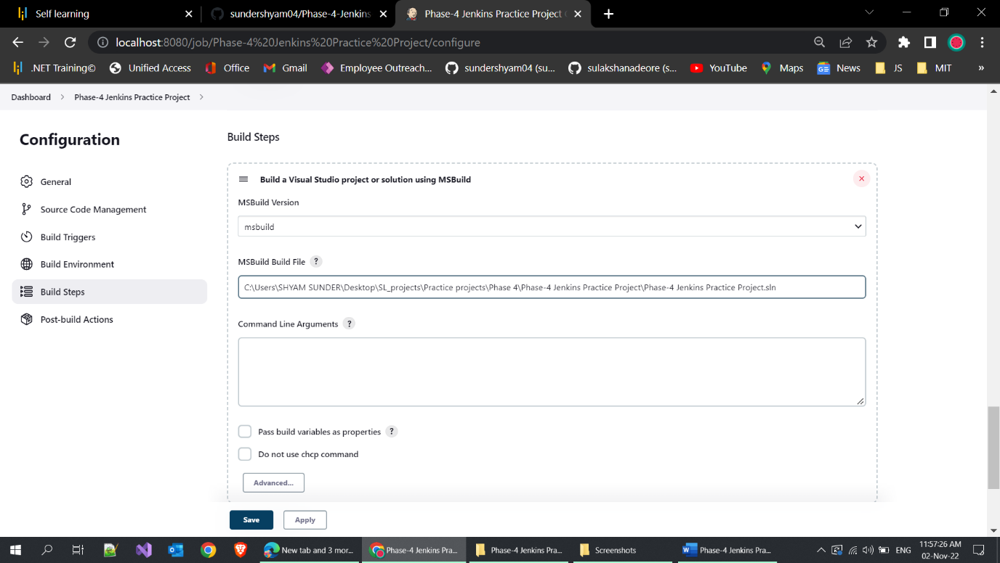 Self learning
sundershyam04/Phase-4-Jenkins
Phase-4 Jenkins Practice Project
localhost:8080/job/Phase-4%20Jenkins%20Practice%20Project/configure
.NET Training©
Unified Access
Office
Gmail
Employee Outreach...
sundershyam04 (su...
sulakshanadeore (s...
YouTube
Maps
GE
News
JS
MIT
»
Dashboard
Phase-4 Jenkins Practice Project
Configuration
General
Source Code Management
Build Triggers
Build Environment
Build Steps
Post-build Actions
Build Steps
Build a Visual Studio project or solution using MSBuild
MSBuild Version
msbuild
MSBuild Build File ?
C:\Users\SHYAM SUNDER\Desktop\SL_projects\Practice projects\Phase 4\Phase-4 Jenkins Practice Project\Phase-4 Jenkins Practice Project.sln
Command Line Arguments ?
Pass build variables as properties ?
Do not use chcp command
Advanced...
Save
Apply
New tab and 3 mor...
Phase-4 Jenkins Pra...
Phase-4 Jenkins Pra...
Screenshots
Phase-4 Jenkins Pra...
ENG
11:57:26 AM
02-Nov-22